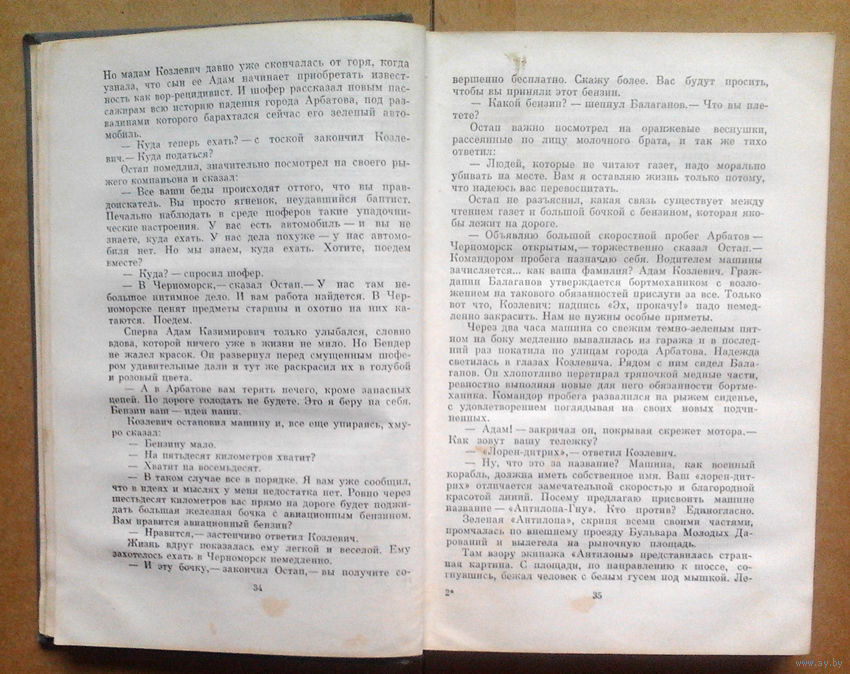 Но мадам Козлевич давно уже скончалась от горя, когда
узнала, что сын ее Адам начинает приобретать извест-
ность как вор-рецидивист. И шофер рассказал новым пас-
сажирам всю историю падения города Арбатова, под раз-
валинами которого барахтался сейчас его зеленый авто-
мобиль.
— Куда теперь ехать? — с тоской закончил Козле-
вич.— Куда податься?
Остап помедлил, значительно посмотрел на своего ры-
жего компаньона и сказал:
— Все ваши беды происходят оттого, что вы прав-
доискатель. Вы просто ягненок, неудавшийся баптист.
Печально наблюдать в среде шоферов такие упадочни-
ческие настроения. У вас есть автомобиль — и вы не
знаете, куда ехать. У нас дела похуже — у нас автомо-
биля нет. Но мы знаем, куда ехать. Хотите, поедем
вместе?
— Куда? — спросил шофер.
— В Черноморск,— сказал Остап.— У нас там не-
большое интимное дело. И вам работа найдется. В Чер-
номорске ценят предметы старины и охотно на них ка-
таются. Поедем.
Сперва Адам Казимирович только улыбался, словно
вдова, которой ничего уже в жизни не мило. Но Бендер
не жалел красок. Он развернул перед смущенным шофе-
ром удивительные дали и тут же раскрасил их в голубой
и розовый цвета.
— А в Арбатове вам терять нечего, кроме запасных
цепей. По дороге голодать не будете. Это я беру на себя.
Бензин ваш — идеи наши.
Козлевич остановил машину и, все еще упираясь, хму-
ро сказал:
— Бензину мало.
— На пятьдесят километров хватит?
— Хватит на восемьдесят.
— В таком случае все в порядке. Я вам уже сообщил,
что в идеях и мыслях у меня недостатка нет. Ровно через
шестьдесят километров вас прямо на дороге будет поджи-
дать большая железная бочка с авиационным бензином.
Вам нравится авиационный бензин?
— Нравится,— застенчиво ответил Козлевич.
Жизнь вдруг показалась ему легкой и веселой. Ему
захотелось ехать в Черноморск немедленно.
— И эту бочку,— закончил Остап,— вы получите со-
34
вершенно бесплатно. Скажу более. Вас будут просить,
чтобы вы приняли этот бензин.
— Какой бензин? — шепнул Балаганов.— Что вы пле-
тете?
Остап важно посмотрел на оранжевые веснушки,
рассеянные по лицу молочного брата, и так же тихо
ответил:
— Людей, которые не читают газет, надо морально
убивать на месте. Вам я оставляю жизнь только потому,
что надеюсь вас перевоспитать.
Остап не разъяснил, какая связь существует между
чтением газет и большой бочкой с бензином, которая яко-
бы лежит на дороге.
— Объявляю большой скоростной пробег Арбатов —
Черноморск открытым,— торжественно сказал Остап.—
Командором пробега назначаю себя. Водителем машины
зачисляется... как ваша фамилия? Адам Козлевич. Граж-
данин Балаганов утверждается бортмехаником с возло-
жением на такового обязанностей прислуги за все. Только
вот что, Козлевич: надпись «Эх, прокачу!» надо немед-
ленно закрасить. Нам не нужны особые приметы.
Через два часа машина со свежим темно-зеленым пят-
ном на боку медленно вывалилась из гаража и в послед-
ний раз покатила по улицам города Арбатова. Надежда
светилась в глазах Козлевича. Рядом с ним сидел Бала-
ганов. Он хлопотливо перетирал тряпочкой медные части,
ревностно выполняя новые для него обязанности бортме-
ханика. Командор пробега развалился на рыжем сиденье,
с удовлетворением поглядывая на своих новых подчи-
ненных.
— Адам! — закричал он, покрывая скрежет мотора.—
Как зовут вашу тележку?
— «Лорен-дитрих»,— ответил Козлевич.
— Ну, что это за название? Машина, как военный
корабль, должна иметь собственное имя. Ваш «лорен-дит-
рих» отличается замечательной скоростью и благородной
красотой линий. Посему предлагаю присвоить машине
название — «Антилопа-Гну». Кто против? Единогласно.
Зеленая «Антилопа», скрипя всеми своими частями,
промчалась по внешнему проезду Бульвара Молодых Да-
рований и вылетела на рыночную площадь.
Там взору экипажа «Антилопы» представилась стран-
ная картина. С площади, по направлению к шоссе, со-
гнувшись, бежал человек с белым гусем под мышкой. Ле-
2*
35
www.ay.by